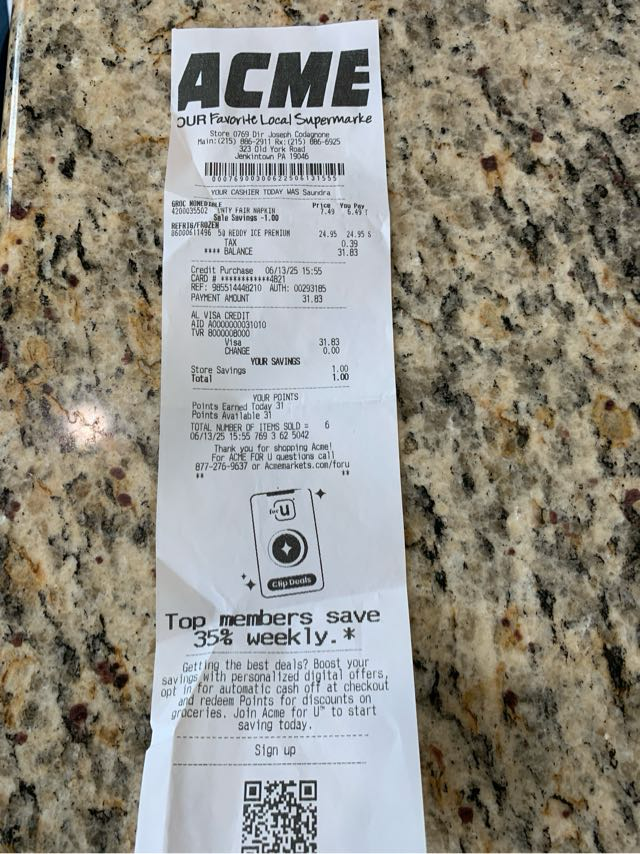 ACME
OUR Favorite Local Supermarke
Store 0769 Dir Joseph Codagnone
Main:(215) 886-2911 Rx:(215) 886-6925
323 Old York Road
Jenkintown PA 19046
YOUR CASHIER TODAY WAS Saundra
Price You Pay
GROC NONEDIBLE
4200035502 VNTY FAIR NAPKIN 7.49 6.49 T
Sale Savings -1.00
REFRIG/FROZEN
86000611496 5Q REDDY ICE PREMIUM 24.95 24.95 S
TAX 0.39
**** BALANCE 31.83
Credit Purchase 06/13/25 15:55
CARD # ************4821
REF: 985514448210 AUTH: 00293185
PAYMENT AMOUNT 31.83
AL VISA CREDIT
AID A0000000031010
TVR 8000008000
Visa 31.83
CHANGE 0.00
YOUR SAVINGS
Store Savings 1.00
Total 1.00
YOUR POINTS
Points Earned Today 31
Points Available 31
TOTAL NUMBER OF ITEMS SOLD = 6
06/13/25 15:55 769 3 62 5042
Thank you for shopping Acme!
For ACME FOR U questions call
877-276-9637 or Acmemarkets.com/foru
** **
for U
Clip Deals
Top members save
35% weekly.*
Getting the best deals? Boost your
savings with personalized digital offers,
opt in for automatic cash off at checkout
and redeem Points for discounts on
groceries. Join Acme for U™ to start
saving today.
Sign up